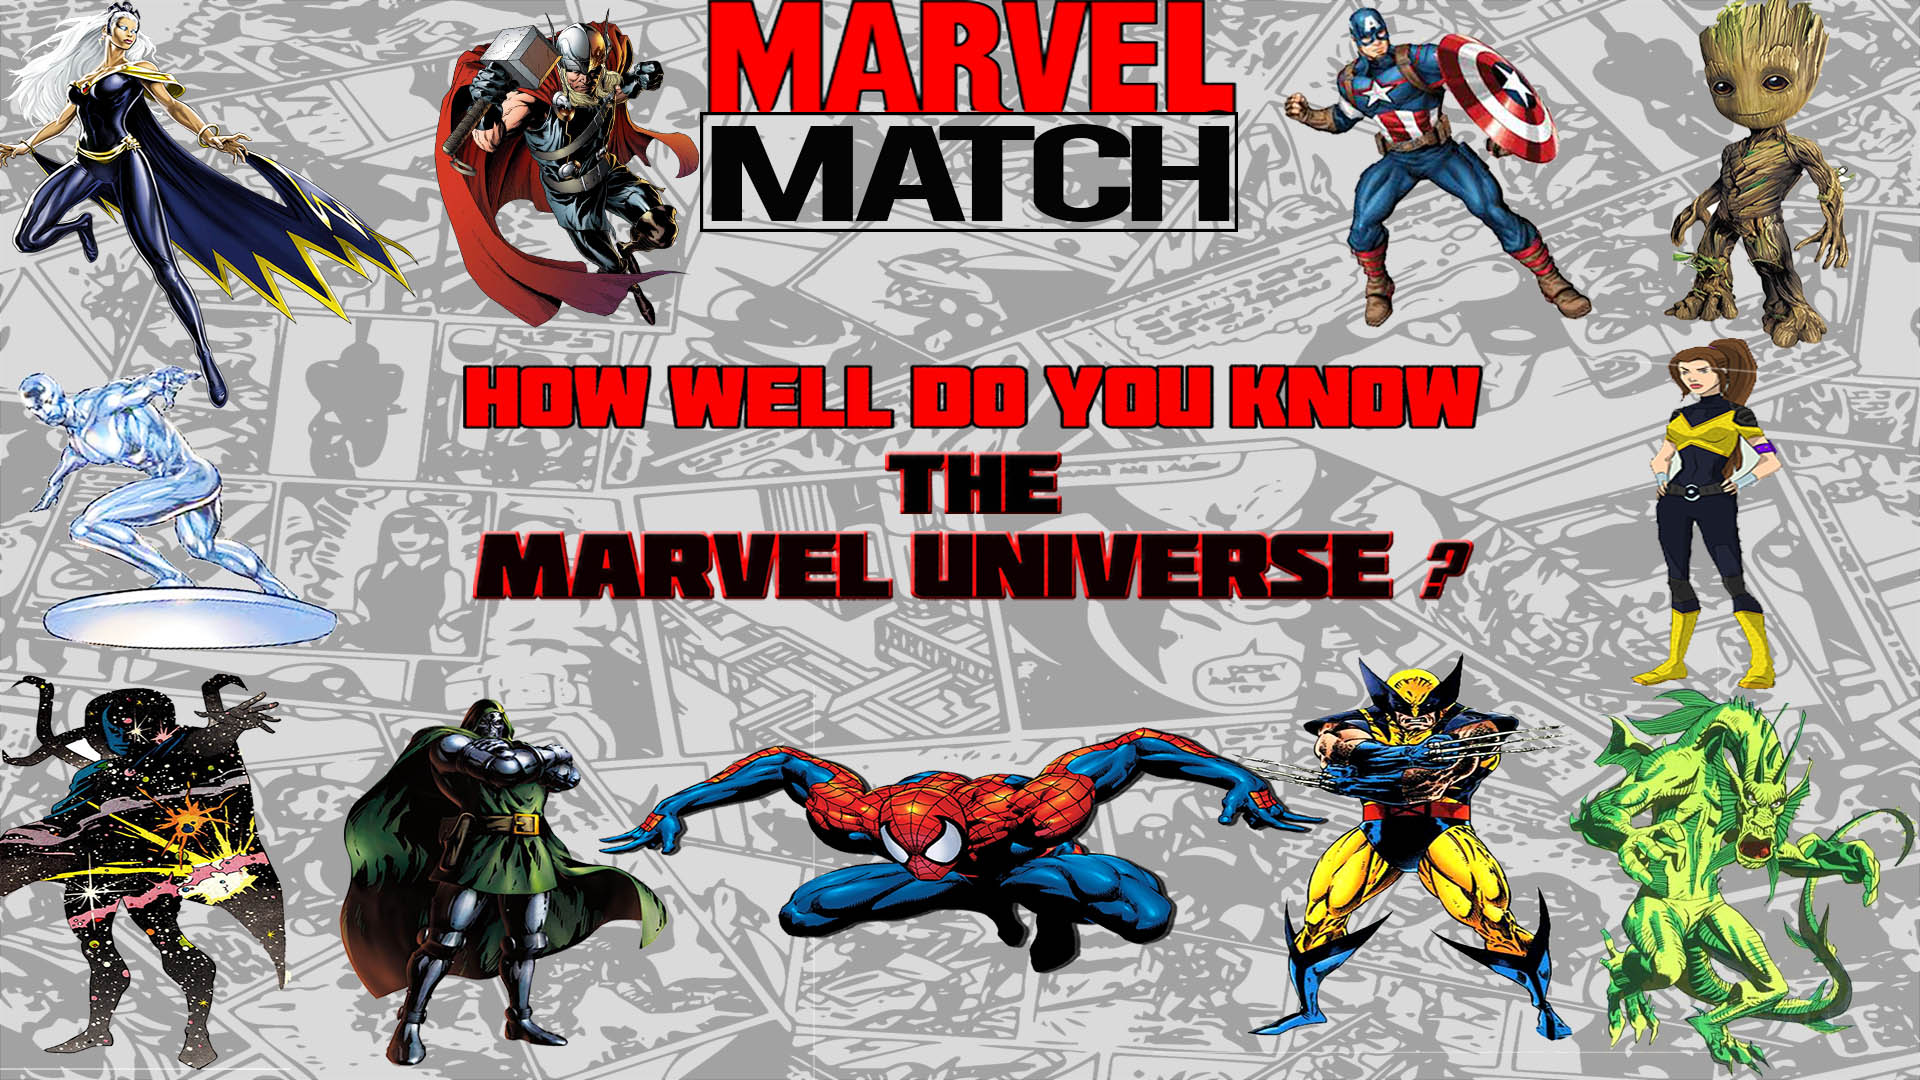 MARVEL
MATCH
HOW WELL DO YOU KNOW
THE
MARVEL UNIVERSE ?